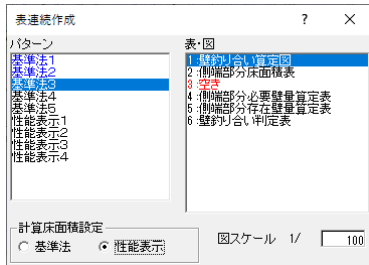 表連続作成 ? ×
パターン
基準法1
基準法2
基準法3
基準法4
基準法5
性能表示1
性能表示2
性能表示3
性能表示4
表・図
1 :壁釣り合い算定図
2 :側端部分床面積表
3 :空き
4 :側端部分必要壁量算定表
5 :側端部分存在壁量算定表
6 :壁釣り合い判定表
計算床面積設定
基準法 性能表示
図スケール 1/ 100